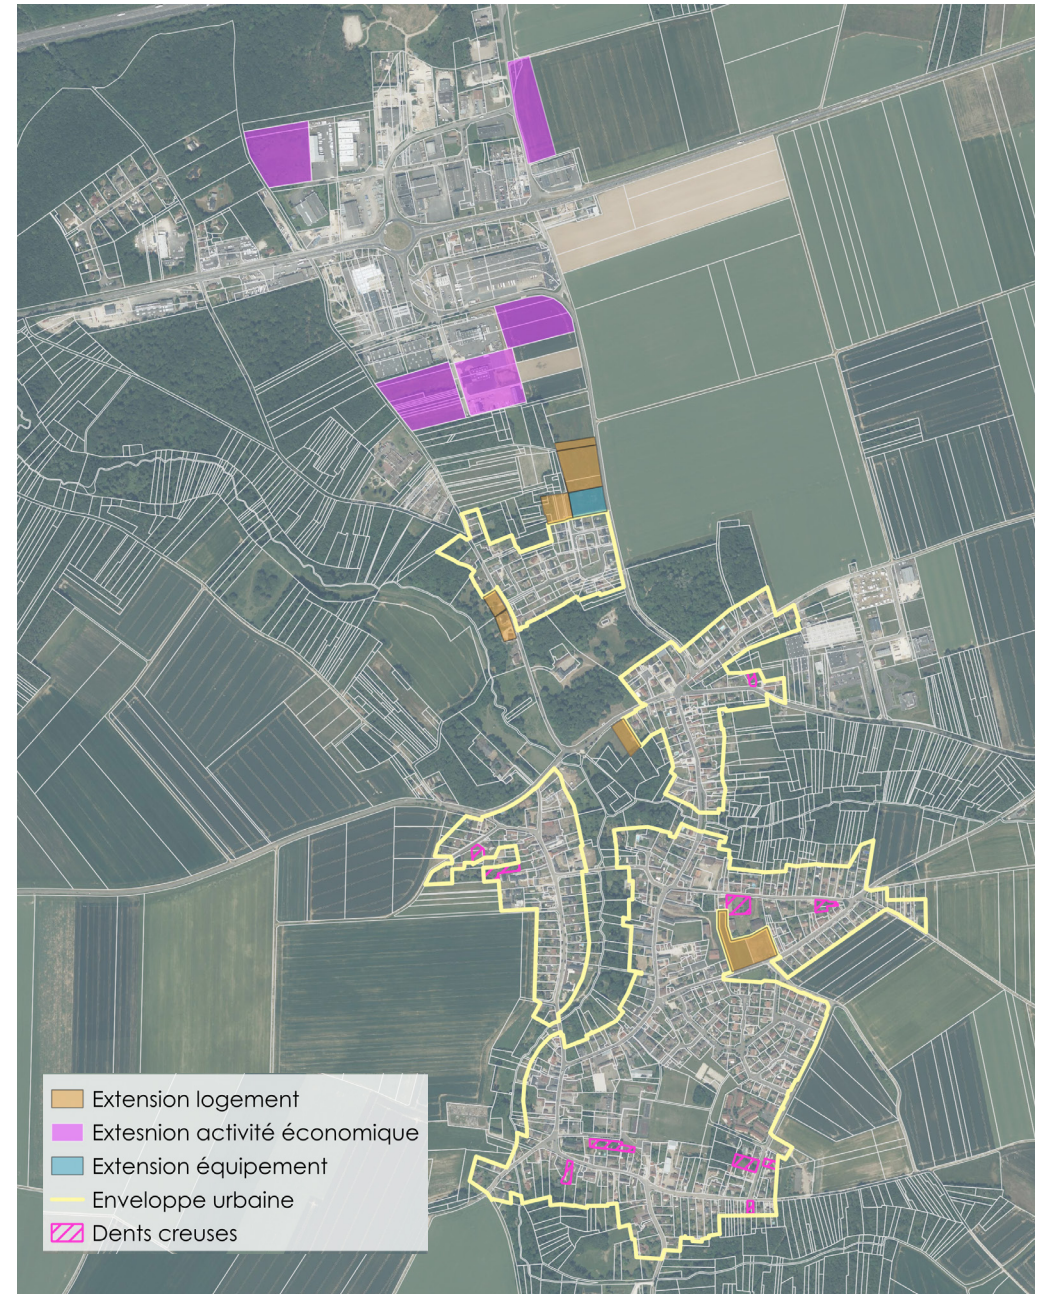 Extension logement
Extesnion activité économique
Extension équipement
Enveloppe urbaine
Dents creuses